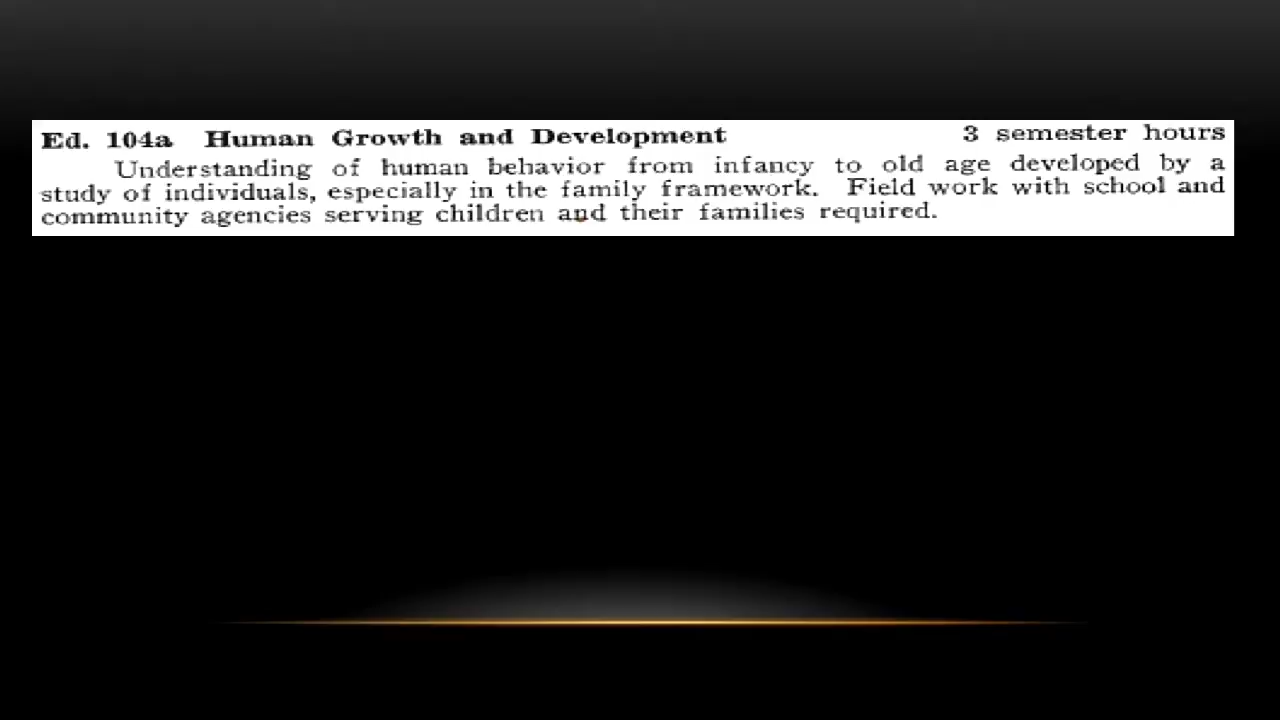 Ed. 104a Human Growth and Development 3 semester hours
Understanding of human behavior from infancy to old age developed by a
study of individuals, especially in the family framework. Field work with school and
community agencies serving children and their families required.